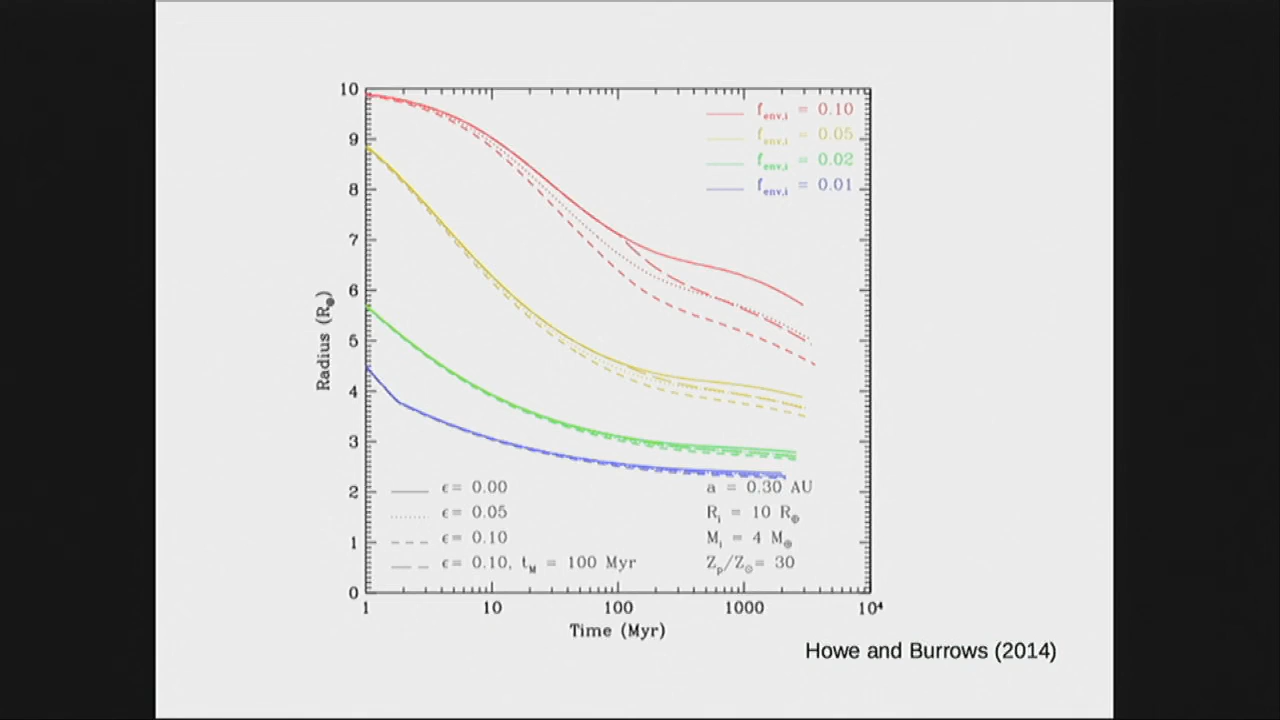 10
9
8
7
6
5
4
3
2
1
0
Radius (R⊕)
f_env,i = 0.10
f_env,i = 0.05
f_env,i = 0.02
f_env,i = 0.01
ϵ= 0.00
ϵ= 0.05
ϵ= 0.10
ϵ= 0.10, t_M = 100 Myr
a = 0.30 AU
R_i = 10 R⊕
M_i = 4 M⊕
Z_p/Z⊙= 30
1 10 100 1000 10⁴
Time (Myr)
Howe and Burrows (2014)